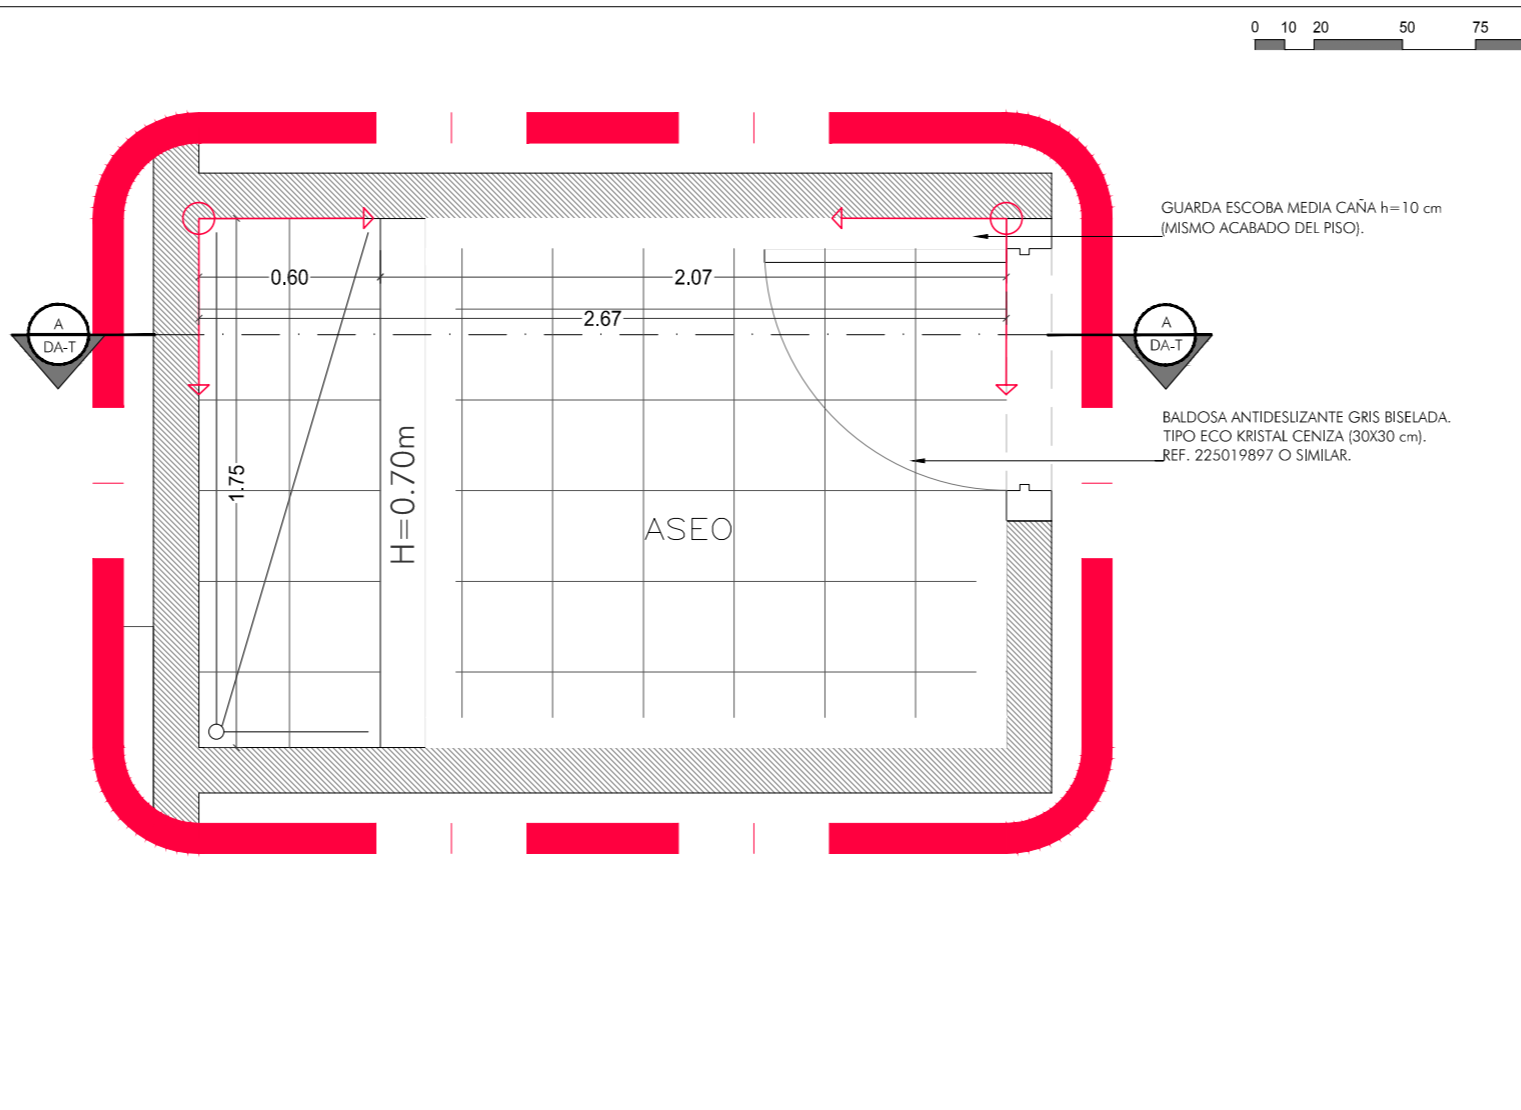 0 10 20 50 75
GUARDA ESCOBA MEDIA CAÑA h=10 cm
(MISMO ACABADO DEL PISO).
0.60
2.07
2.67
A
DA-T
A
DA-T
BALDOSA ANTIDESLIZANTE GRIS BISELADA.
TIPO ECO KRISTAL CENIZA (30X30 cm).
REF. 225019897 O SIMILAR.
1.75
H=0.70m
ASEO